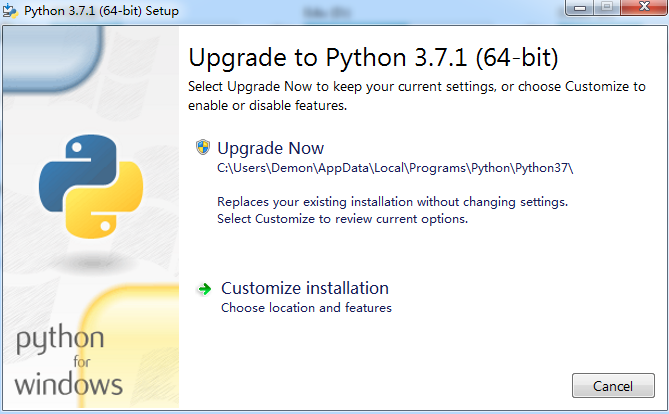 Python 3.7.1 (64-bit) Setup
Upgrade to Python 3.7.1 (64-bit)
Select Upgrade Now to keep your current settings, or choose Customize to
enable or disable features.
Upgrade Now
C:\Users\Demon\AppData\Local\Programs\Python\Python37\
Replaces your existing installation without changing settings.
Select Customize to review current options.
Customize installation
Choose location and features
python
for
windows
Cancel